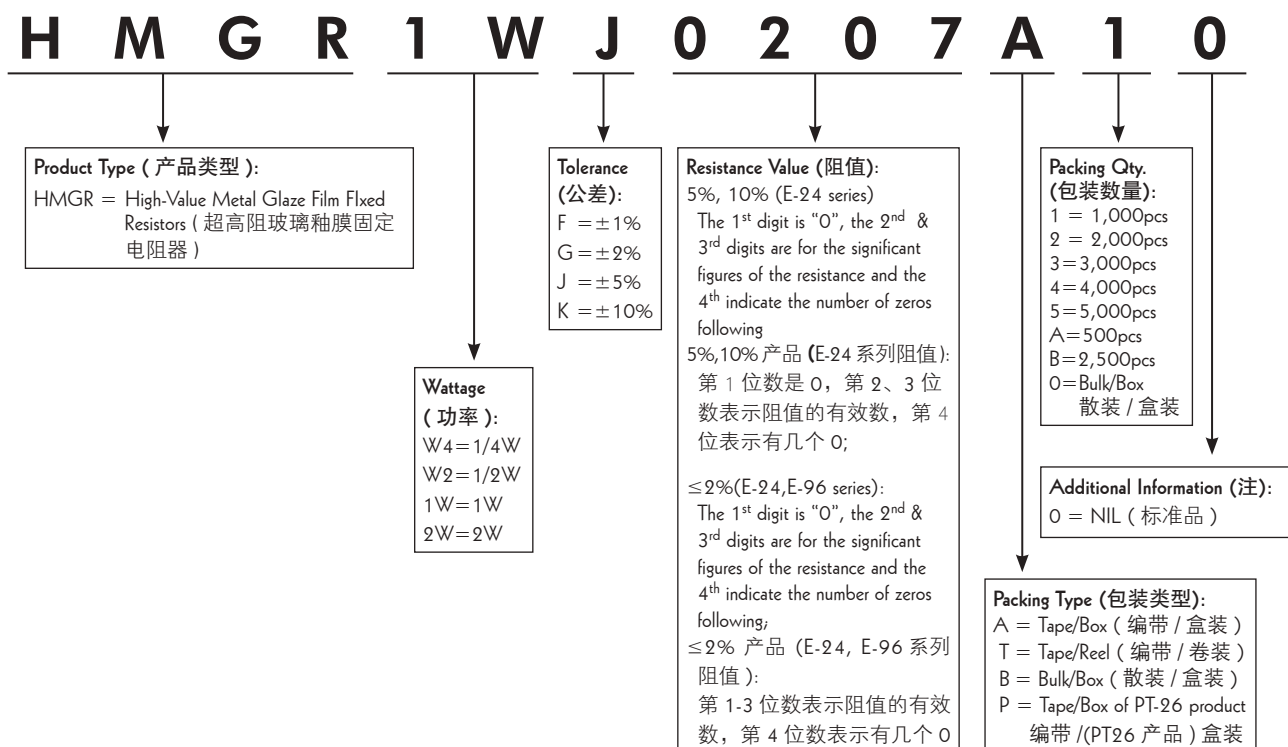 H M G R 1 W J 0 2 0 7 A 1 0
Product Type ( 产品类型 ):
HMGR = High-Value Metal Glaze Film FIxed
Resistors ( 超高阻玻璃釉膜固定
电阻器 )
Wattage
( 功率 ):
W4=1/4W
W2=1/2W
1W=1W
2W=2W
Tolerance
(公差):
F =±1%
G=±2%
J =±5%
K =±10%
Resistance Value (阻值):
5%, 10% (E-24 series)
The 1st digit is “0”, the 2nd &
3rd digits are for the significant
figures of the resistance and the
4th indicate the number of zeros
following
5%,10% 产品 (E-24 系列阻值):
第 1 位数是 0，第 2、3 位
数表示阻值的有效数，第 4
位表示有几个 0;
≤2%(E-24,E-96 series):
The 1st digit is “0”, the 2nd &
3rd digits are for the significant
figures of the resistance and the
4th indicate the number of zeros
following;
≤2% 产品 (E-24, E-96 系列
阻值 ):
第 1-3 位数表示阻值的有效
数，第 4 位数表示有几个 0
Packing Qty.
(包装数量):
1 = 1,000pcs
2 = 2,000pcs
3=3,000pcs
4=4,000pcs
5=5,000pcs
A=500pcs
B=2,500pcs
0=Bulk/Box
散装 / 盒装
Additional Information (注):
0 = NIL ( 标准品 )
Packing Type (包装类型):
A = Tape/Box ( 编带 / 盒装 )
T = Tape/Reel ( 编带 / 卷装 )
B = Bulk/Box ( 散装 / 盒装 )
P = Tape/Box of PT-26 product
编带 /(PT26 产品 ) 盒装